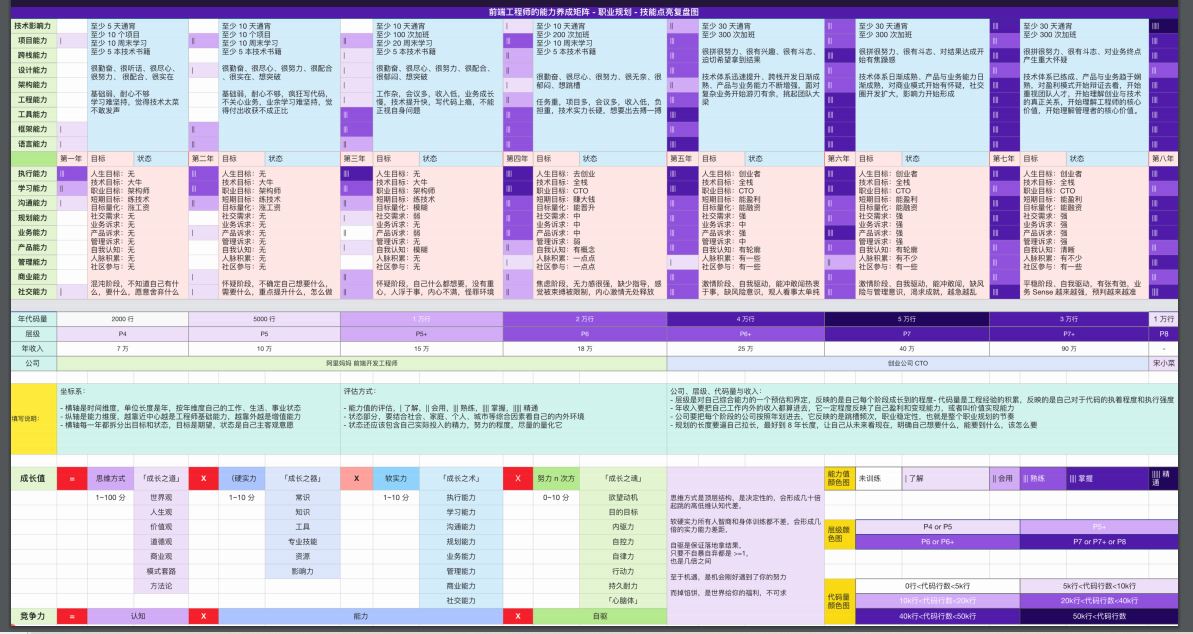 前端工程师的能力养成矩阵 - 职业规划 - 技能点亮复盘图
技术影响力
项目能力
跨栈能力
设计能力
架构能力
工程能力
工具能力
框架能力
语言能力
至少 5 天通宵
至少 10 个项目
至少 10 周末学习
至少 5 本技术书籍
很勤奋、很听话、很尽心、
很努力、很配合、很实在
基础弱，耐心不够
学习难坚持，觉得技术太菜
不敢发声
至少 10 天通宵
至少 10 个项目
至少 10 周末学习
至少 5 本技术书籍
很勤奋、很尽心、很努力、很配合
、很实在、想突破
基础弱、耐心不够，疯狂写代码，
不关心业务，业余学习难坚持，觉
得付出收获不成正比
至少 10 天通宵
至少 100 次加班
至少 20 周末学习
至少 5 本技术书籍
很勤奋、很尽心、很努力、很配合、
很郁闷、想突破
工作杂，会议多，收入低，业务成长
慢，技术提升快，写代码上瘾，不能
正视自身问题
至少 10 天通宵
至少 200 次加班
至少 10 周末学习
至少 5 本技术书籍
很勤奋、很尽心、很努力、很无奈、很
郁闷、想跳槽
任务重，项目多，会议多，收入低，负
担重，技术实力长硬，想要出去搏一搏
至少 30 天通宵
至少 300 次加班
很拼很努力、很有兴趣、很有斗志、
迫切希望拿到结果
技术体系迅速提升，跨栈开发日渐成
熟，产品与业务能力不断增强，面对
复杂业务开始游刃有余，挑起团队大
梁
至少 30 天通宵
至少 300 次加班
很拼很努力、很有斗志、对结果达成开
始有焦躁感
技术体系日渐成熟、产品与业务能力日
渐成熟，对商业模式开始有怀疑，社交
圈开发扩大，影响力开始形成
至少 30 天通宵
至少 300 次加班
很拼很努力、很有斗志、对业务终点
产生重大怀疑
技术体系已练成、产品与业务趋于娴
熟，对盈利模式开始辩证去看，开始
重视团队人才，开始理解创业与技术
的真正关系，开始理解工程师的核心
价值，开始理解管理者的核心价值。
第一年 目标 状态 第二年 目标 状态 第三年 目标 状态 第四年 目标 状态 第五年 目标 状态 第六年 目标 状态 第七年 目标 状态 第八年
执行能力
学习能力
沟通能力
规划能力
业务能力
产品能力
管理能力
商业能力
社交能力
人生目标：无
技术目标：大牛
职业目标：架构师
短期目标：练技术
目标量化：涨工资
社交需求：无
业务诉求：无
产品诉求：无
管理诉求：无
自我认知：无
人脉积累：无
社区参与：无
混沌阶段，不知道自己有什
么，要什么，愿意舍弃什么
人生目标：无
技术目标：大牛
职业目标：架构师
短期目标：练技术
目标量化：涨工资
社交需求：无
业务诉求：无
产品诉求：无
管理诉求：无
自我认知：无
人脉积累：无
社区参与：无
怀疑阶段，不确定自己想要什么，
需要什么，重点提升什么，怎么做
人生目标：无
技术目标：大牛
职业目标：架构师
短期目标：练技术
目标量化：模糊
社交需求：弱
业务诉求：无
产品诉求：弱
管理诉求：无
自我认知：模糊
人脉积累：无
社区参与：无
怀疑阶段，自己什么都想要，没有重
心，人浮于事，内心不满，怪罪环境
人生目标：去创业
技术目标：全栈
职业目标：CTO
短期目标：赚大钱
目标量化：能晋升
社交需求：中
业务诉求：中
产品诉求：中
管理诉求：弱
自我认知：有概念
人脉积累：一点点
社区参与：一点点
焦虑阶段，无力感很强，缺少指导，感
觉被束缚被限制，内心激情无处释放
人生目标：创业者
技术目标：全栈
职业目标：CTO
短期目标：能盈利
目标量化：能融资
社交需求：强
业务诉求：强
产品诉求：强
管理诉求：中
自我认知：有轮廓
人脉积累：有一些
社区参与：有一些
激情阶段，自我驱动，能冲敢闯热衷
于事，缺风险意识，观人看事太单纯
人生目标：创业者
技术目标：全栈
职业目标：CTO
短期目标：能盈利
目标量化：能融资
社交需求：强
业务诉求：强
产品诉求：强
管理诉求：强
自我认知：有轮廓
人脉积累：有不少
社区参与：有一些
激情阶段，自我驱动，能冲敢闯，缺风
险与管理意识，渴求成就，越急越乱
人生目标：创业者
技术目标：全栈
职业目标：CTO
短期目标：能盈利
目标量化：能融资
社交需求：强
业务诉求：强
产品诉求：强
管理诉求：强
自我认知：清晰
人脉积累：有不少
社区参与：有一些
平稳阶段，自我驱动，有张有弛，业
务 Sense 越来越强，预判越来越准
年代码量 2000 行 5000 行 1 万行 2 万行 4 万行 5 万行 3 万行 1 万行
层级 P4 P5 P5+ P6 P6+ P7 P7+ P8
年收入 7 万 10 万 15 万 18 万 25 万 40 万 90 万 -
公司 阿里妈妈 前端开发工程师 创业公司 CTO 宋小菜
填写说明：
坐标系：
- 横轴是时间维度，单位长度是年，按年维度自己的工作、生活、事业状态
- 纵轴是能力维度，越靠近中心越是工程师基础能力，越靠外越是增值能力
- 横轴每一年都拆分出目标和状态，目标是期望，状态是自己主客观意愿
评估方式：
- 能力值的评估，| 了解，|| 会用，||| 熟练，|||| 掌握，||||| 精通
- 状态部分，要结合社会、家庭、个人、城市等综合因素看自己的内外环境
- 状态还应该包含自己实际投入的精力，努力的程度，尽量的量化它
公司、层级、代码量与收入：
- 层级是对自己综合能力的一个预估和界定，反映的是自己每个阶段成长到的程度- 代码量是工程经验的积累，反映的是自己对于代码的执着程度和执行强度
- 年收入要把自己工作内外的收入都算进去，它一定程度反映了自己盈利和变现能力，或者叫价值实现能力
- 公司要把每个阶段的公司按照年划进去，它反映的是跳槽频次，职业稳定性，也就是整个职业规划的节奏
- 规划的长度要逼自己拉长，最好到 8 年长度，让自己从未来看现在，明确自己想要什么，能要到什么，该怎么要
成长值 = 思维方式 「成长之道」 X （硬实力 「成长之器」 X 软实力 「成长之术」 X 努力 n 次方 「成长之魂」
1~100 分 世界观 1~10 分 常识 1~10 分 执行能力 0~10 分 欲望动机
人生观 知识 学习能力 目的目标
价值观 工具 沟通能力 内驱力
道德观 专业技能 规划能力 自控力
商业观 资源 业务能力 自律力
模式套路 影响力 管理能力 行动力
方法论 商业能力 持久耐力
社交能力 「心脑体」
竞争力 = 认知 X 能力 X 自驱
思维方式是顶层结构，是决定性的，会形成几十倍
起跳的高低维认知代差，
软硬实力所有人智商和身体训练都不差，会形成几
倍的实力能力差距，
自驱是保证落地拿结果，
只要不自暴自弃都是 >=1，
也是几倍之间
至于机遇，是机会刚好遇到了你的努力
而掉馅饼，是世界给你的福利，不可求
能力值
颜色图
未训练 | 了解 || 会用 ||| 熟练 |||| 掌握 ||||| 精
通
层级颜
色图
P4 or P5 P5+
P6 or P6+ P7 or P7+ or P8
代码量
颜色图
0行<代码行数<5k行 5k行<代码行数<10k行
10k行<代码行数<20k行 20k行<代码行数<40k行
40k行<代码行数<50k行 50k行<代码行数